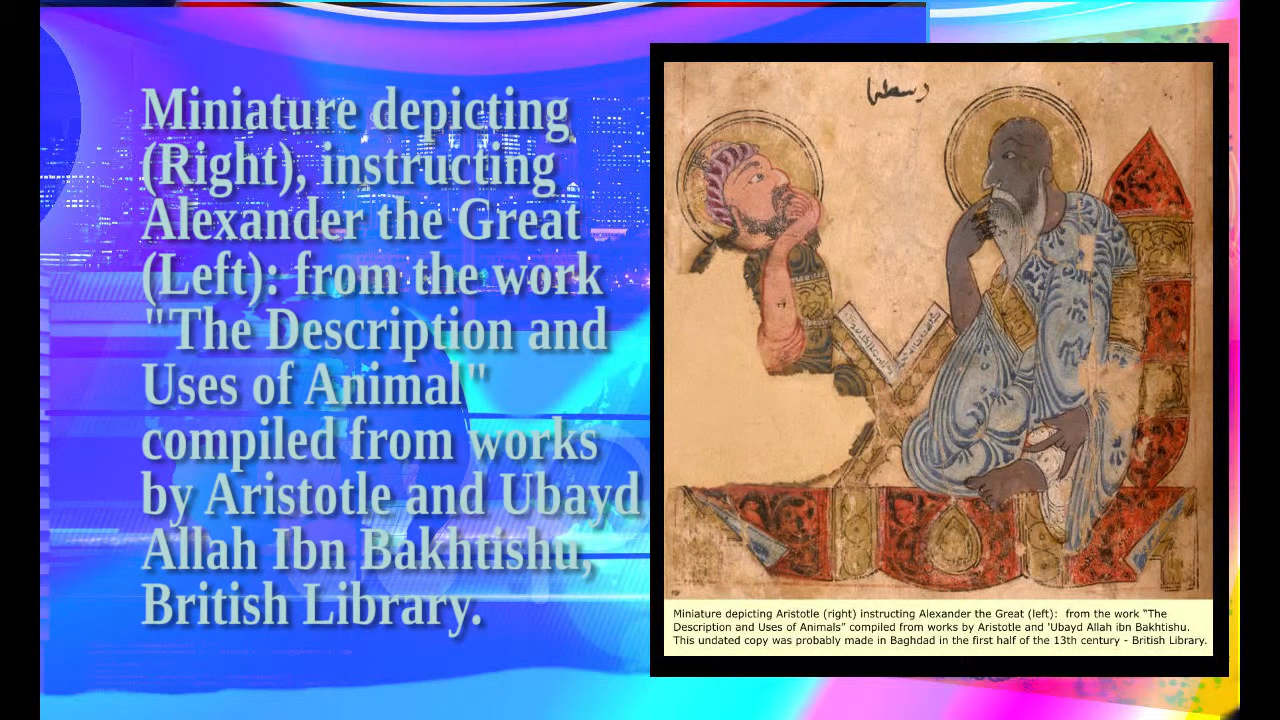 Miniature depicting
(Right), instructing
Alexander the Great
(Left): from the work
"The Description and
Uses of Animal"
compiled from works
by Aristotle and Ubayd
Allah Ibn Bakhtishu,
British Library.
Miniature depicting Aristotle (right) instructing Alexander the Great (left): from the work “The
Description and Uses of Animals” compiled from works by Aristotle and 'Ubayd Allah ibn Bakhtishu.
This undated copy was probably made in Baghdad in the first half of the 13th century - British Library.